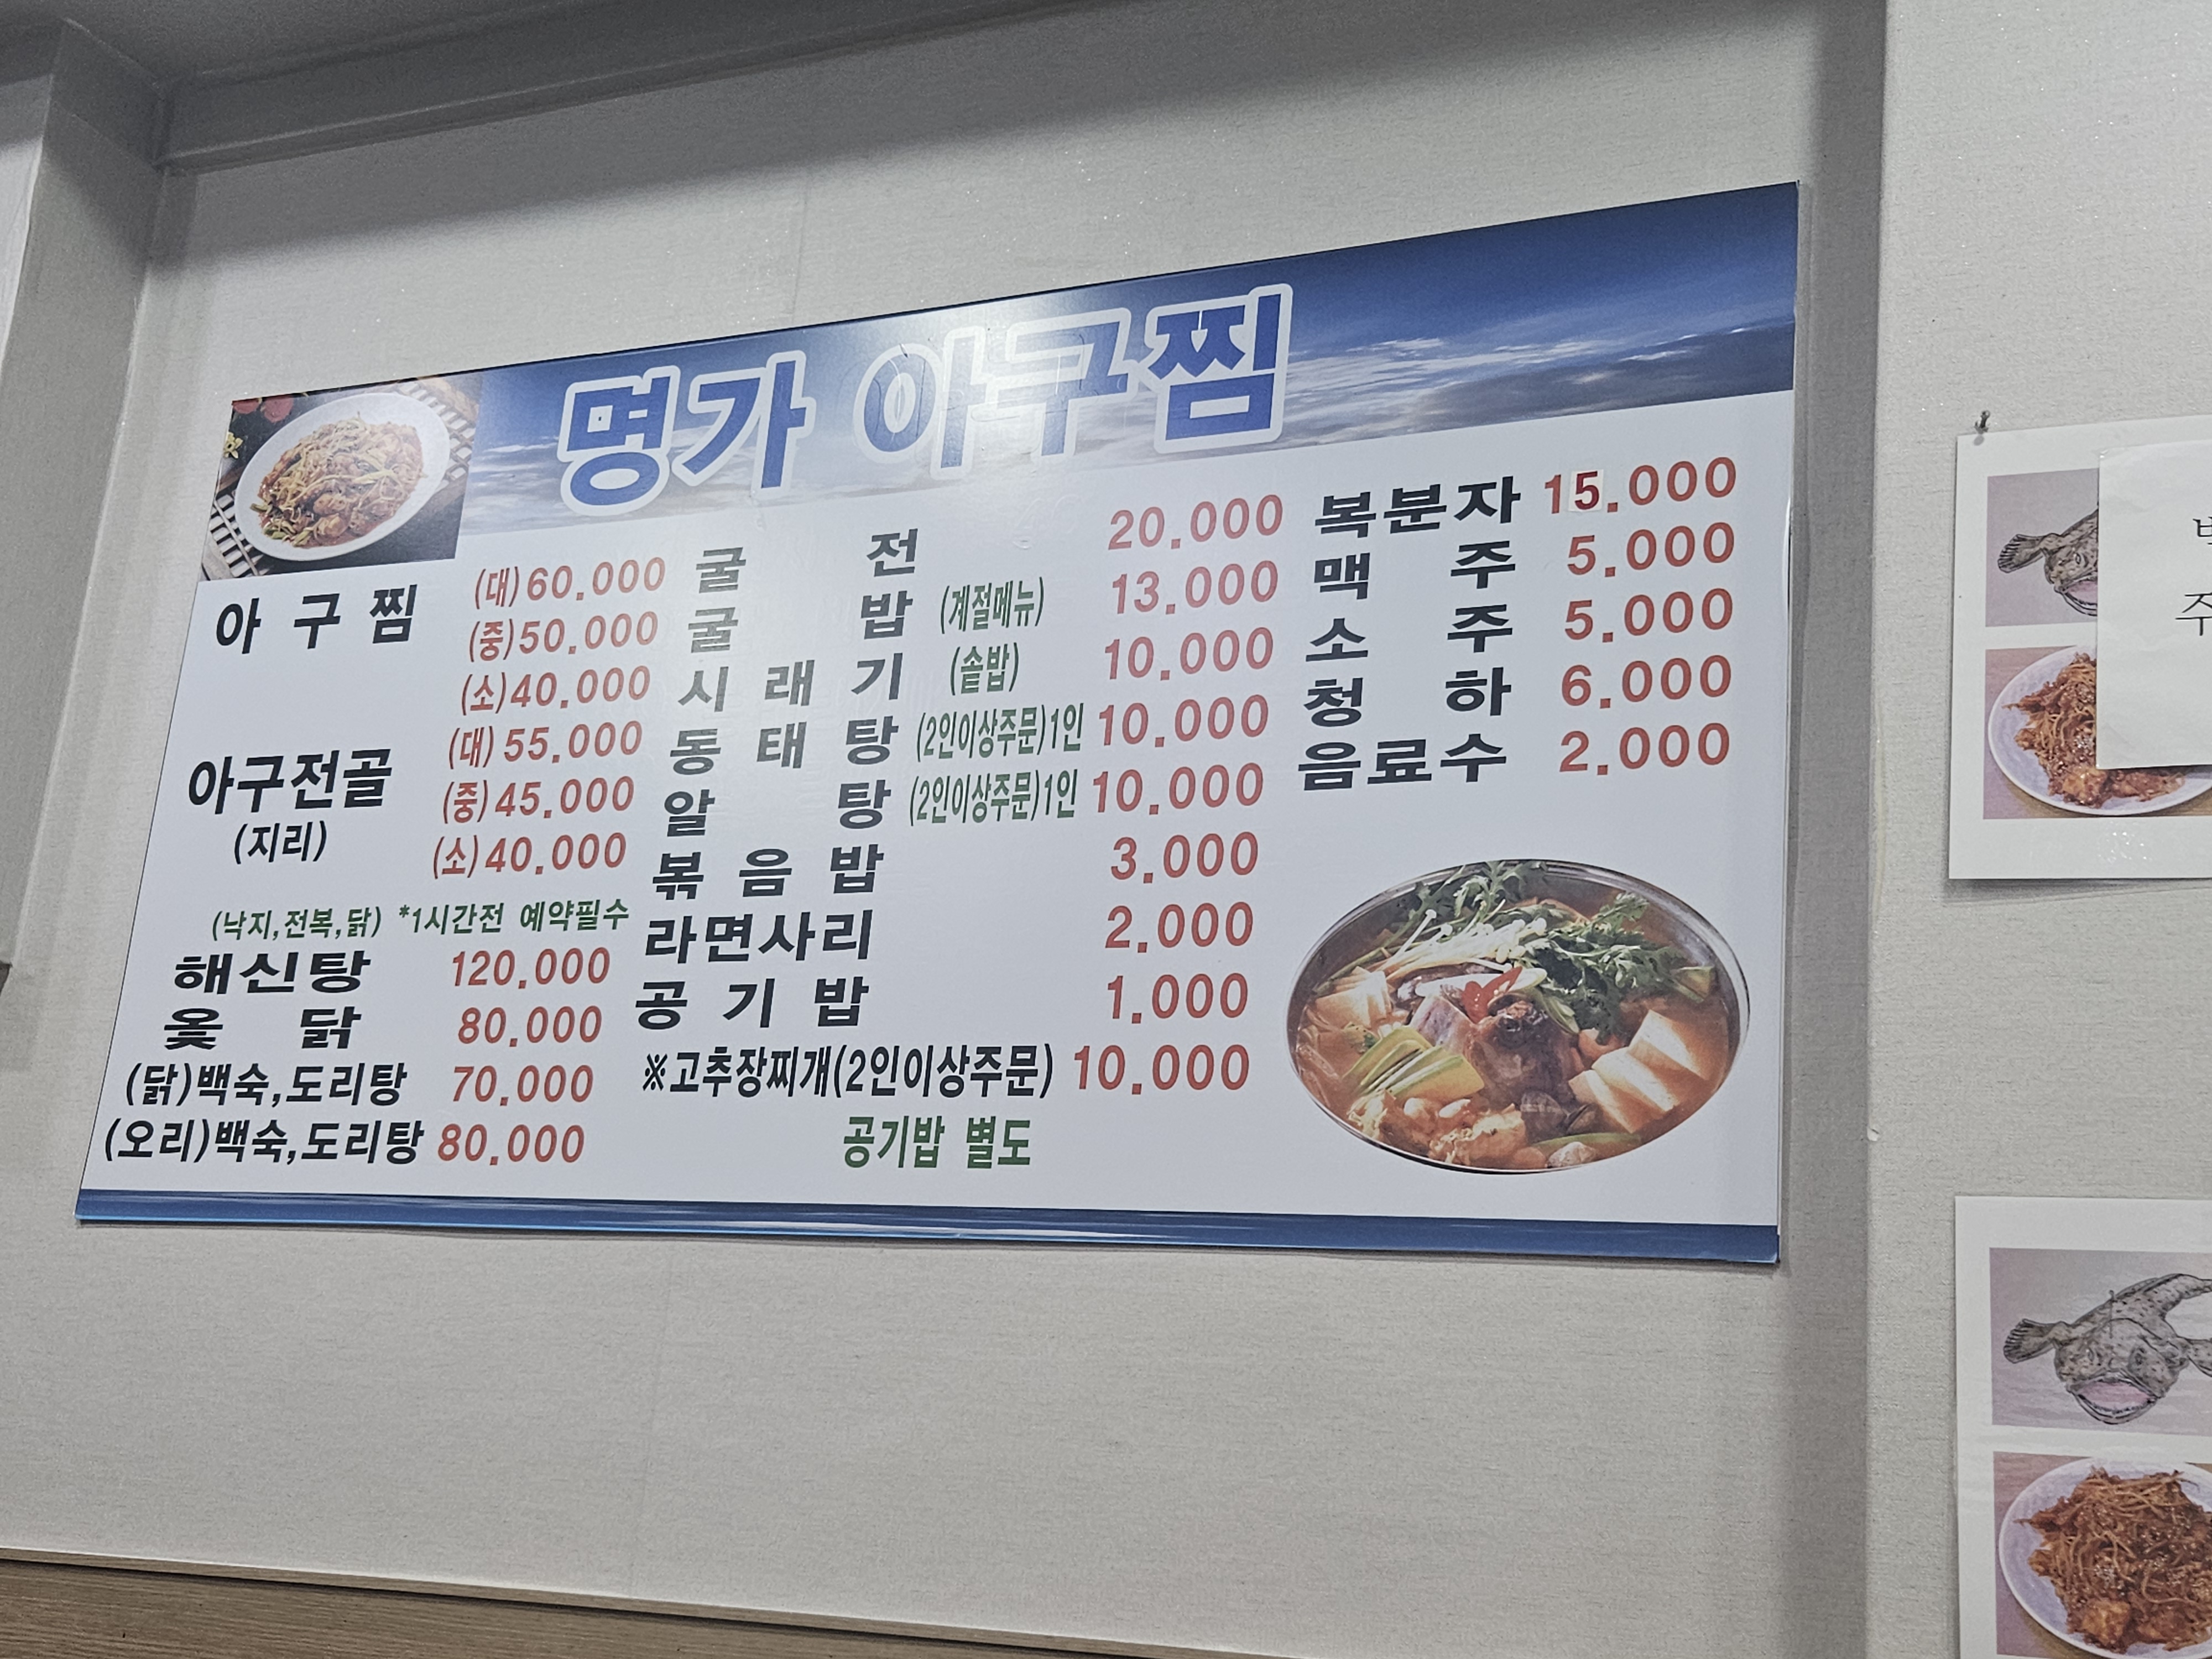 명가 아구찜
아 구 찜 (대) 60.000
(중) 50.000
(소) 40.000
아구전골 (대) 55.000
(지리) (중) 45.000
(소) 40.000
(낙지,전복,닭) *1시간전 예약필수
해신탕 120.000
옻 닭 80.000
(닭)백숙,도리탕 70.000
(오리)백숙,도리탕 80.000
굴 전 20.000
굴 밥 (계절메뉴) 13.000
시 래 기 (솥밥) 10.000
동 태 탕 (2인이상주문)1인 10.000
알 탕 (2인이상주문)1인 10.000
볶 음 밥 3.000
라면사리 2.000
공 기 밥 1.000
※고추장찌개(2인이상주문) 10.000
공기밥 별도
복분자 15.000
맥 주 5.000
소 주 5.000
청 하 6.000
음료수 2.000